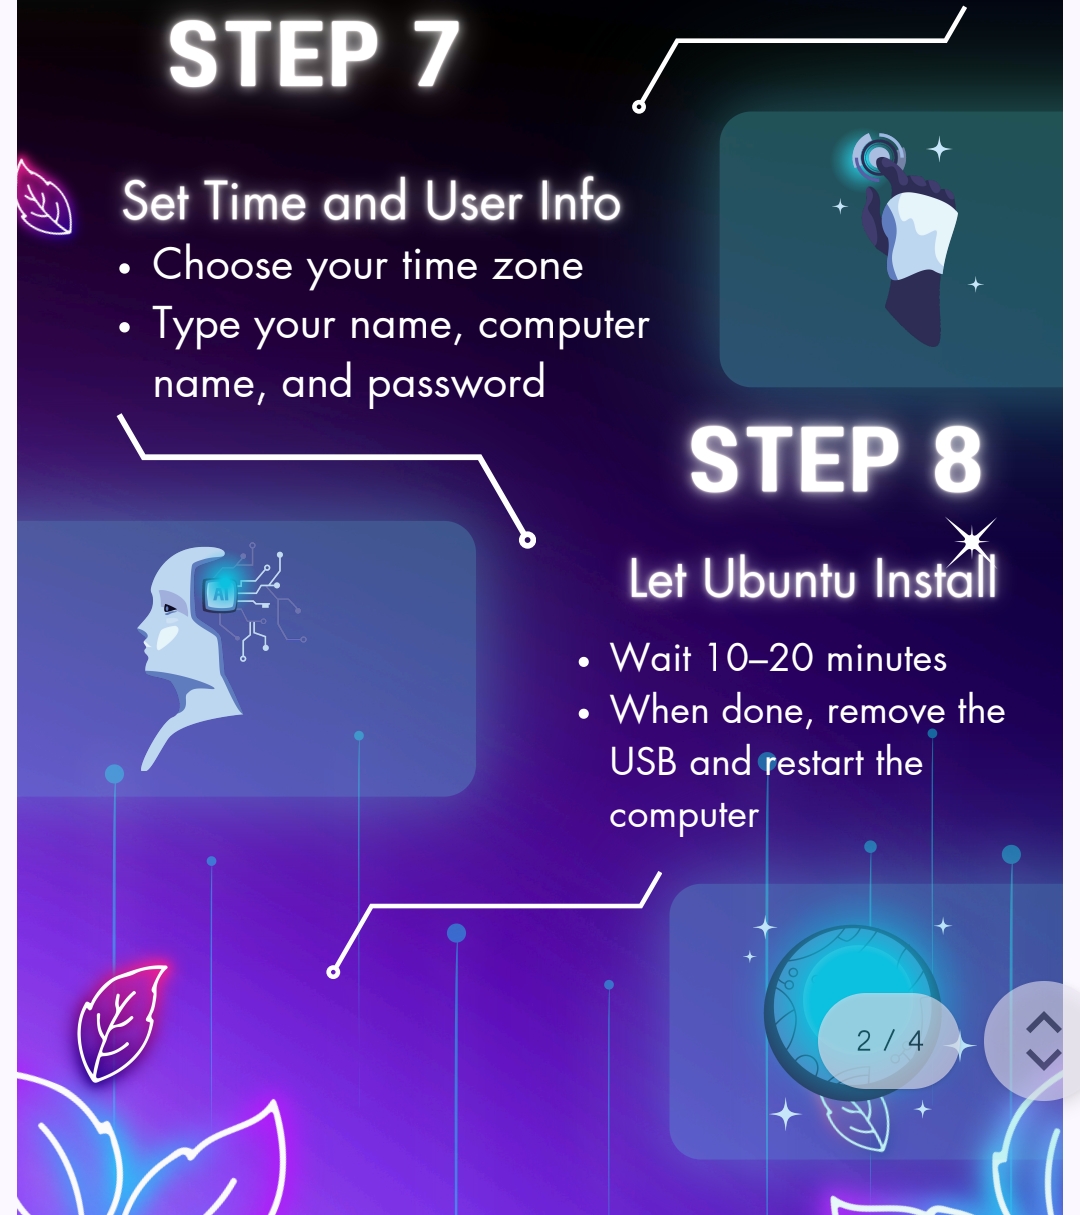 STEP 7
Set Time and User Info
• Choose your time zone
• Type your name, computer
name, and password
STEP 8
Let Ubuntu Install
AI
• Wait 10–20 minutes
• When done, remove the
USB and restart the
computer
2 / 4